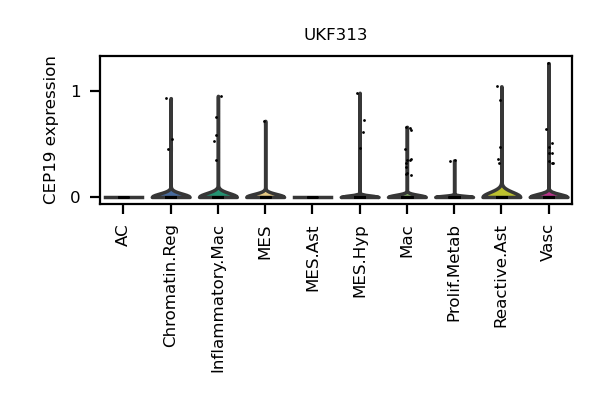 UKF313
CEP19 expression
1
0
AC
Chromatin.Reg
Inflammatory.Mac
MES
MES.Ast
MES.Hyp
Mac
Prolif.Metab
Reactive.Ast
Vasc